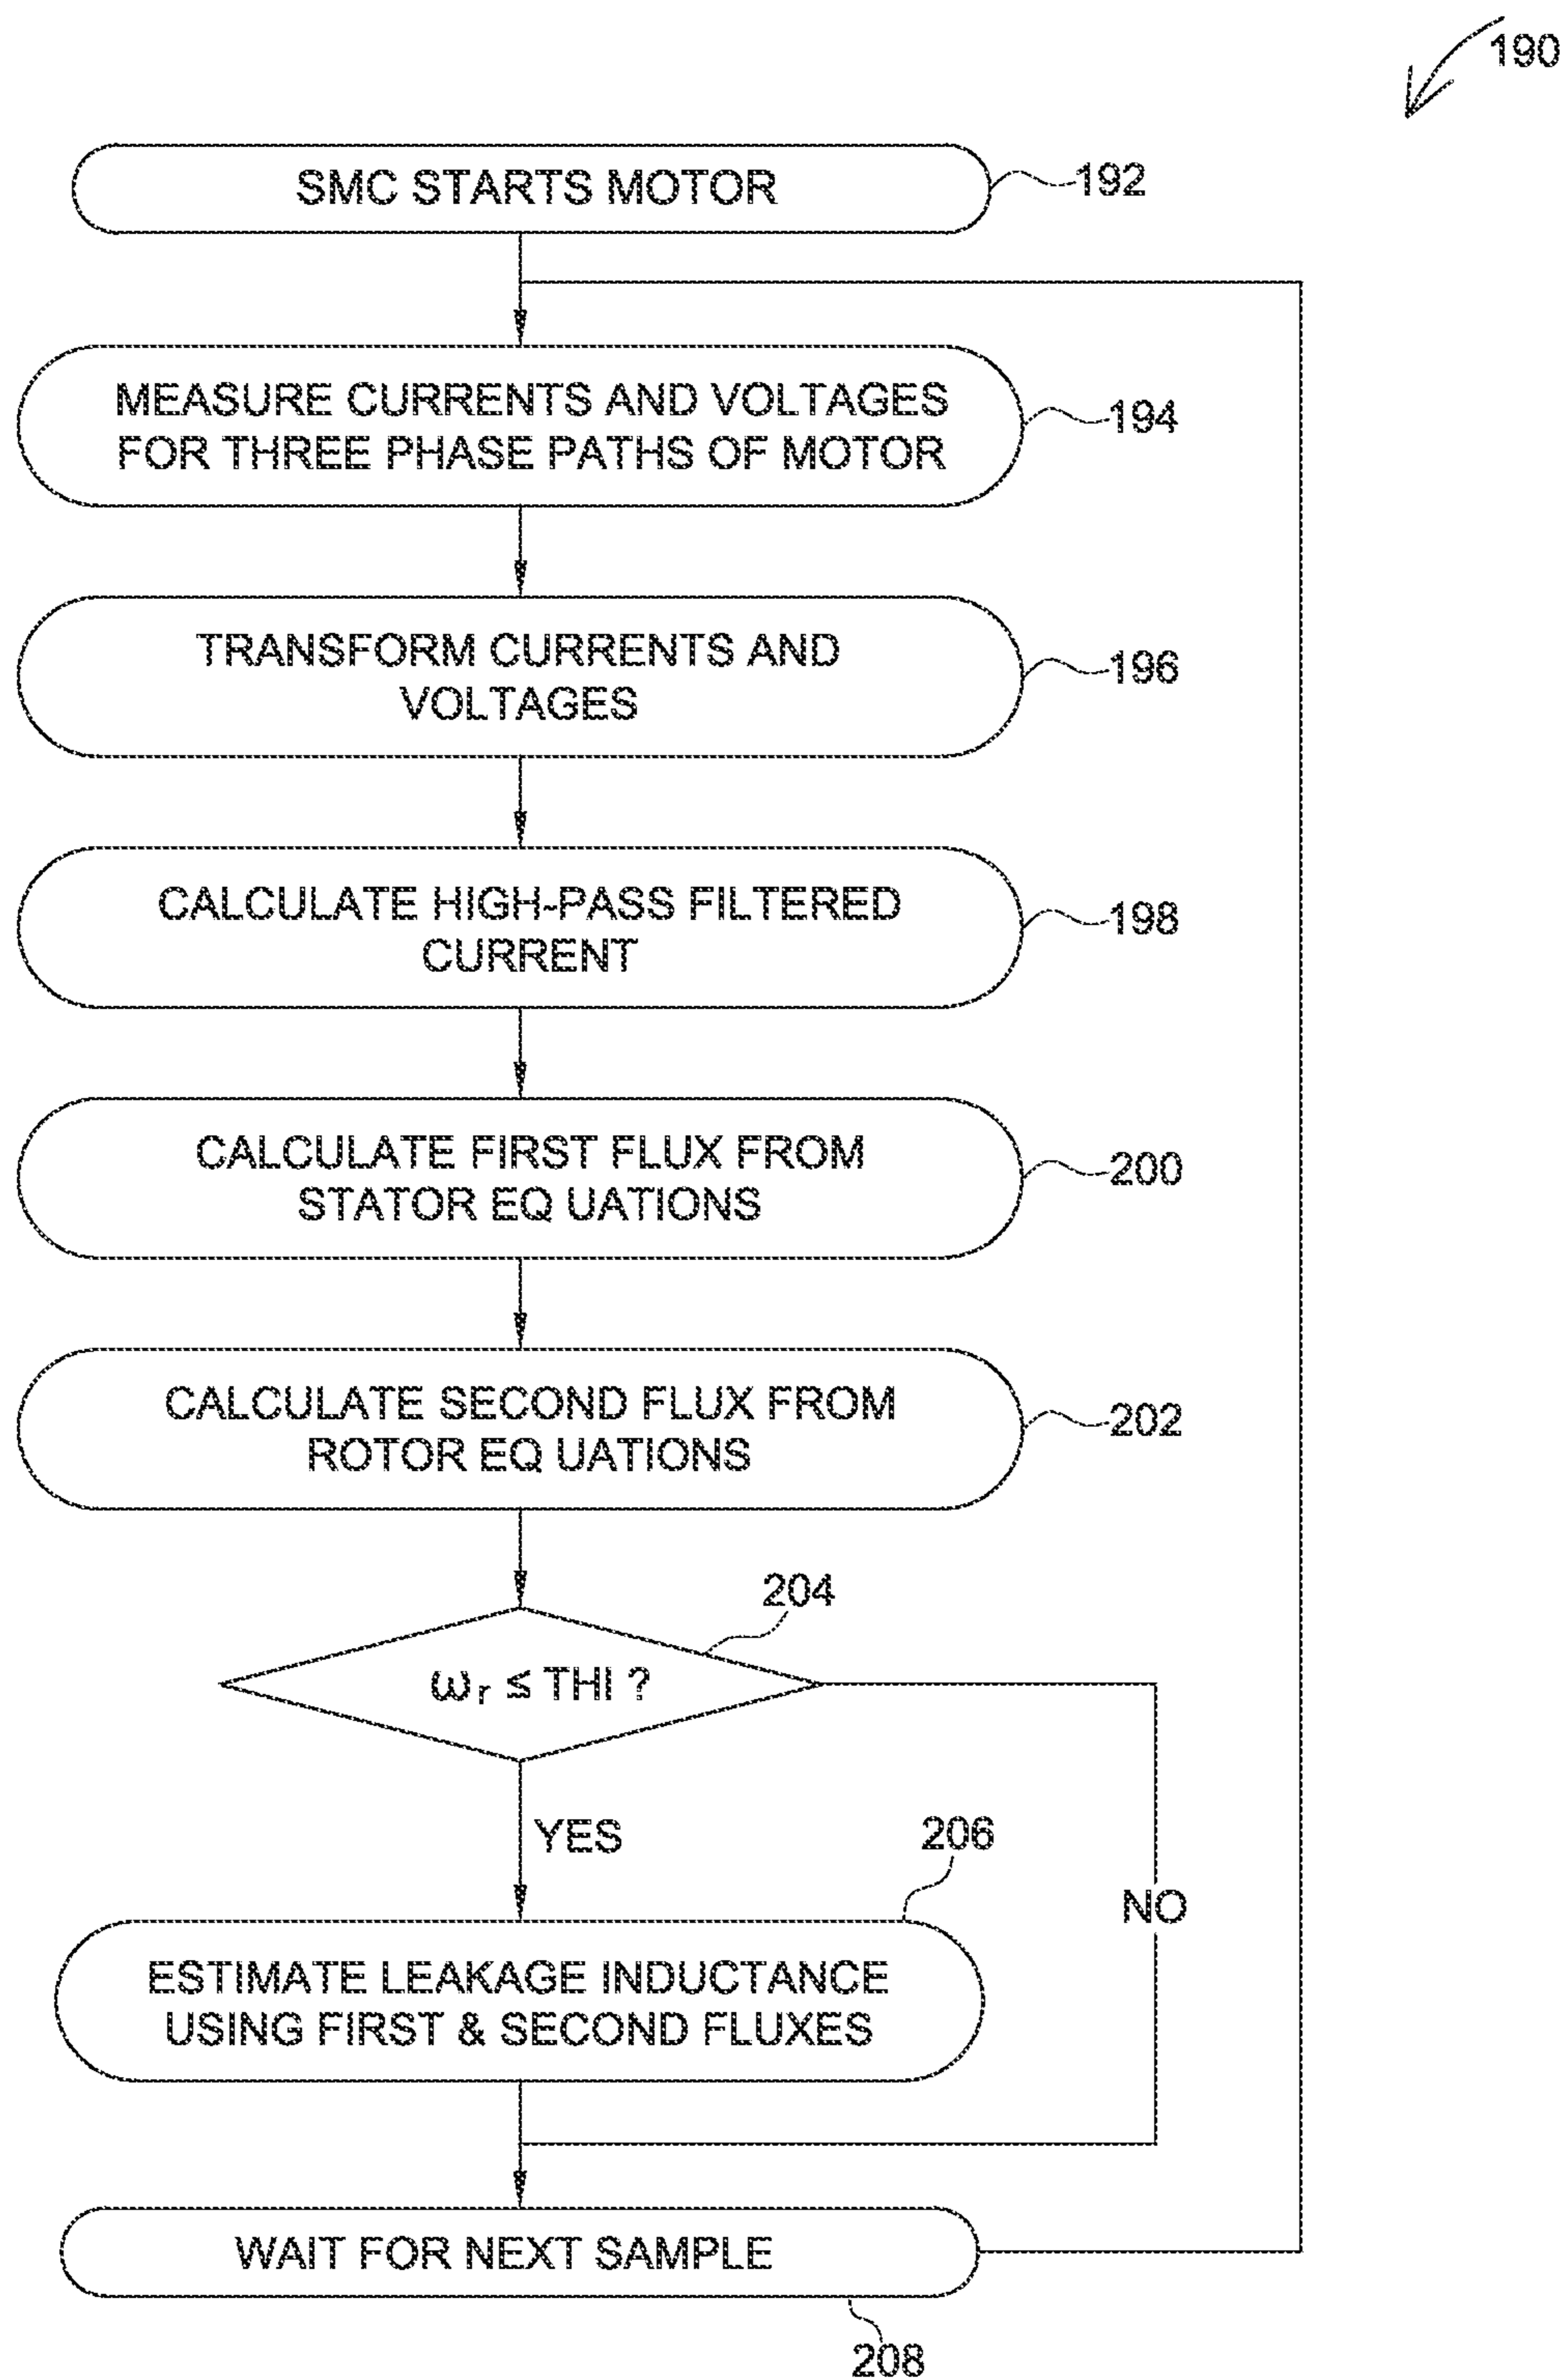 190
SMC STARTS MOTOR
192
MEASURE CURRENTS AND VOLTAGES
FOR THREE PHASE PATHS OF MOTOR
194
TRANSFORM CURRENTS AND
VOLTAGES
196
CALCULATE HIGH-PASS FILTERED
CURRENT
198
CALCULATE FIRST FLUX FROM
STATOR EQ UATIONS
200
CALCULATE SECOND FLUX FROM
ROTOR EQ UATIONS
202
204
ωr ≤ THI ?
YES
206
NO
ESTIMATE LEAKAGE INDUCTANCE
USING FIRST & SECOND FLUXES
WAIT FOR NEXT SAMPLE
208